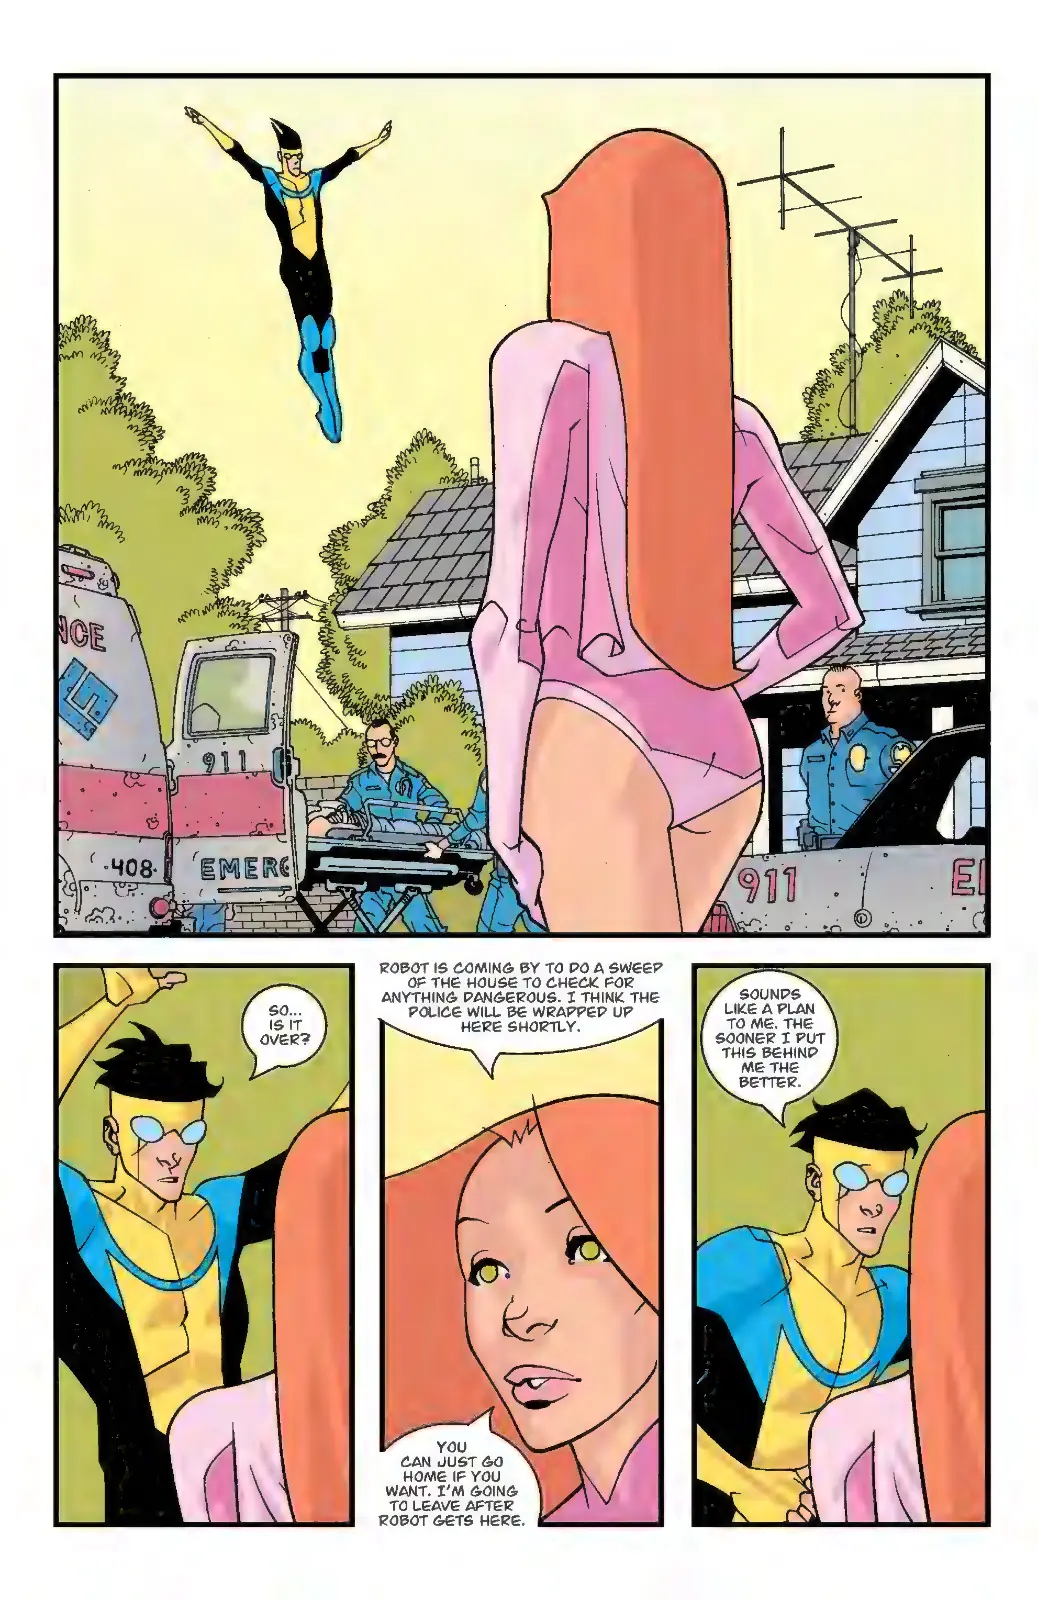 NCE
911
408
EMERG
911
E
SO...
IS IT
OVER?
ROBOT IS COMING BY TO DO A SWEEP
OF THE HOUSE TO CHECK FOR
ANYTHING DANGEROUS. I THINK THE
POLICE WILL BE WRAPPED UP
HERE SHORTLY.
YOU
CAN JUST GO
HOME IF YOU
WANT. I'M GOING
TO LEAVE AFTER
ROBOT GETS HERE.
SOUNDS
LIKE A PLAN
TO ME. THE
SOONER I PUT
THIS BEHIND
ME THE
BETTER.